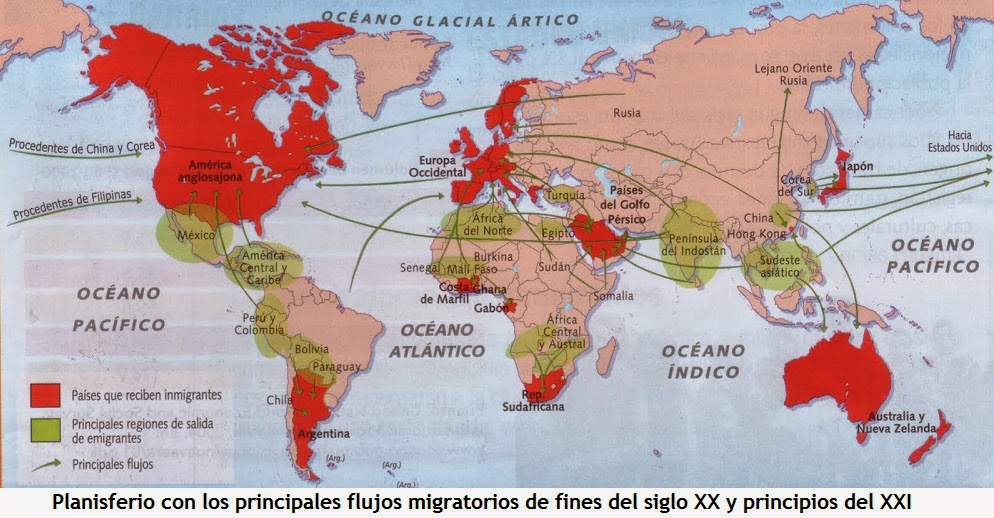 OCÉANO GLACIAL ÁRTICO
Lejano Oriente
Rusia
Rusia
Procedentes de China y Corea
Hacia
Estados Unidos
América
anglosajona
Europa
Occidental
Japón
Corea
del Sur
Turquía
Países
del Golfo
Pérsico
Procedentes de Filipinas
México
África
del Norte
Egipto
China
Hong Kong
Península
del Indostán
OCÉANO
PACÍFICO
América
Central y
Caribe
Senegal
Burkina
Malí Faso
Sudán
Sudeste
asiático
Costa
de Marfil
Ghana
Gabón
Somalia
OCÉANO
PACÍFICO
Perú y
Colombia
OCÉANO
ATLÁNTICO
África
Central
y Austral
OCÉANO
ÍNDICO
Bolivia
Paraguay
Chile
Argentina
Rep.
Sudafricana
Australia y
Nueva Zelanda
(Arg.)
(Arg.)
Países que reciben inmigrantes
Principales regiones de salida
de emigrantes
Principales flujos
Planisferio con los principales flujos migratorios de fines del siglo XX y principios del XXI